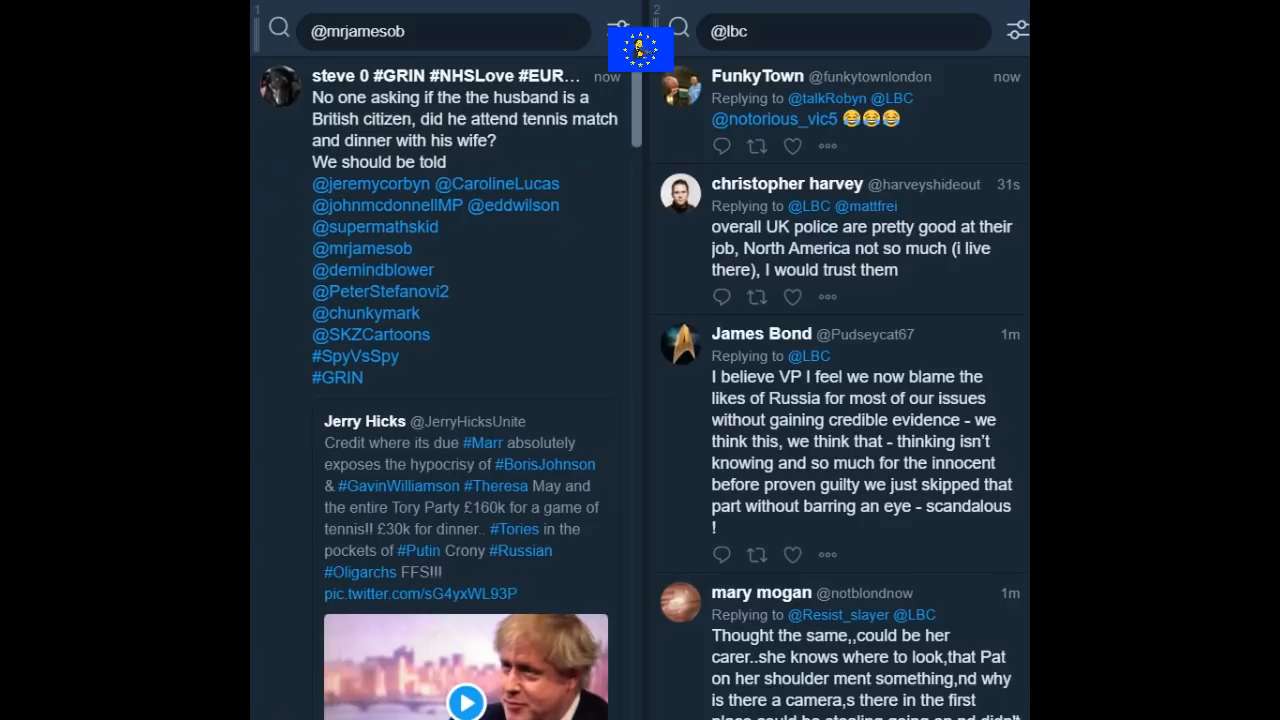 1
@mrjamesob
steve 0 #GRIN #NHSLove #EUR... now
No one asking if the the husband is a
British citizen, did he attend tennis match
and dinner with his wife?
We should be told
@jeremycorbyn @CarolineLucas
@johnmcdonnellMP @eddwilson
@supermathskid
@mrjamesob
@demindblower
@PeterStefanovi2
@chunkymark
@SKZCartoons
#SpyVsSpy
#GRIN
Jerry Hicks @JerryHicksUnite
Credit where its due #Marr absolutely
exposes the hypocrisy of #BorisJohnson
& #GavinWilliamson #Theresa May and
the entire Tory Party £160k for a game of
tennis!! £30k for dinner.. #Tories in the
pockets of #Putin Crony #Russian
#Oligarchs FFS!!!
pic.twitter.com/sG4yxWL93P
2
@lbc
FunkyTown @funkytownlondon now
Replying to @talkRobyn @LBC
@notorious_vic5 😂😂😂
christopher harvey @harveyshideout 31s
Replying to @LBC @mattfrei
overall UK police are pretty good at their
job, North America not so much (i live
there), I would trust them
James Bond @Pudseycat67 1m
Replying to @LBC
I believe VP I feel we now blame the
likes of Russia for most of our issues
without gaining credible evidence - we
think this, we think that - thinking isn't
knowing and so much for the innocent
before proven guilty we just skipped that
part without barring an eye - scandalous
!
mary mogan @notblondnow 1m
Replying to @Resist_slayer @LBC
Thought the same,,could be her
carer..she knows where to look,that Pat
on her shoulder ment something,nd why
is there a camera,s there in the first
place could be stealing going on nd didn't